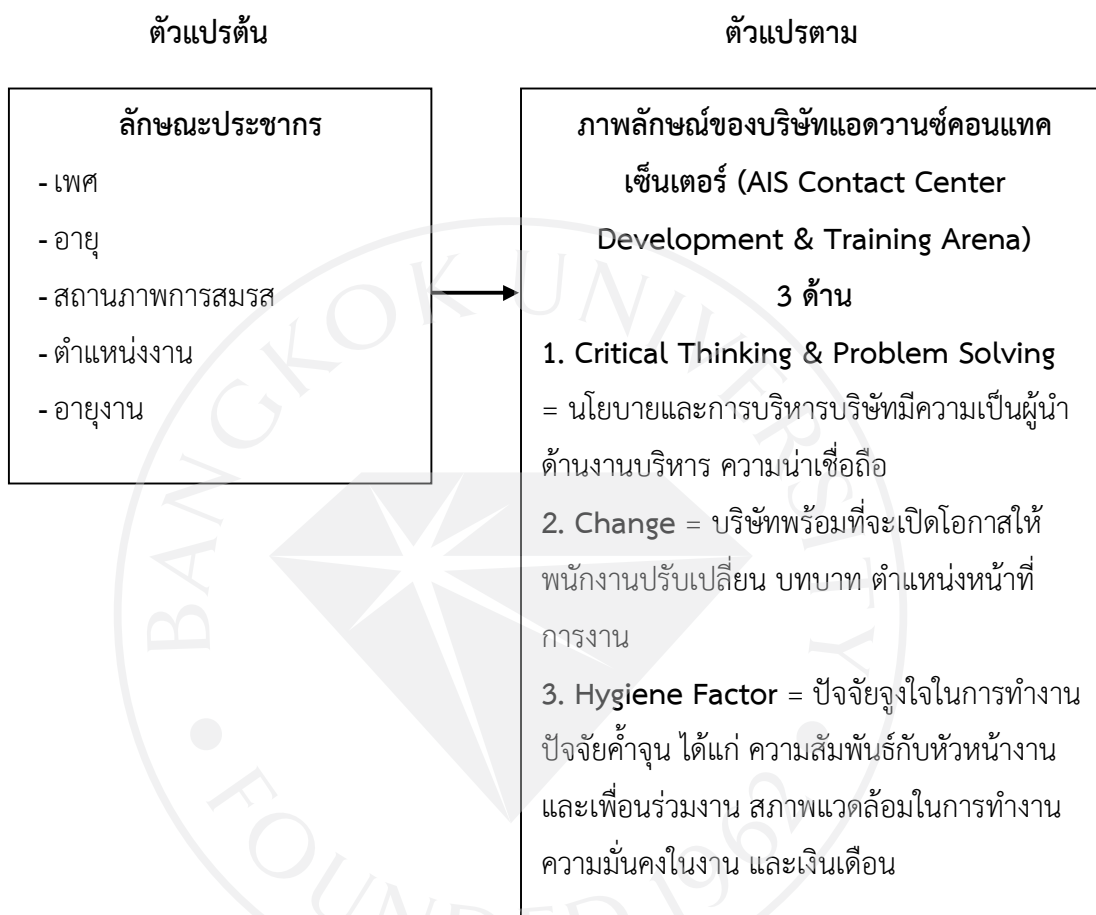 ตัวแปรต้น
ตัวแปรตาม
ลักษณะประชากร
- เพศ
- อายุ
- สถานภาพการสมรส
- ตำแหน่งงาน
- อายุงาน
ภาพลักษณ์ของบริษัทแอดวานซ์คอนแทค
เซ็นเตอร์ (AIS Contact Center
Development & Training Arena)
3 ด้าน
1. Critical Thinking & Problem Solving
= นโยบายและการบริหารบริษัทมีความเป็นผู้นำ
ด้านงานบริหาร ความน่าเชื่อถือ
2. Change = บริษัทพร้อมที่จะเปิดโอกาสให้
พนักงานปรับเปลี่ยน บทบาท ตำแหน่งหน้าที่
การงาน
3. Hygiene Factor = ปัจจัยจูงใจในการทำงาน
ปัจจัยค้ำจุน ได้แก่ ความสัมพันธ์กับหัวหน้างาน
และเพื่อนร่วมงาน สภาพแวดล้อมในการทำงาน
ความมั่นคงในงาน และเงินเดือน
BANGKOK UNIVERSITY
FOUNDED 1962